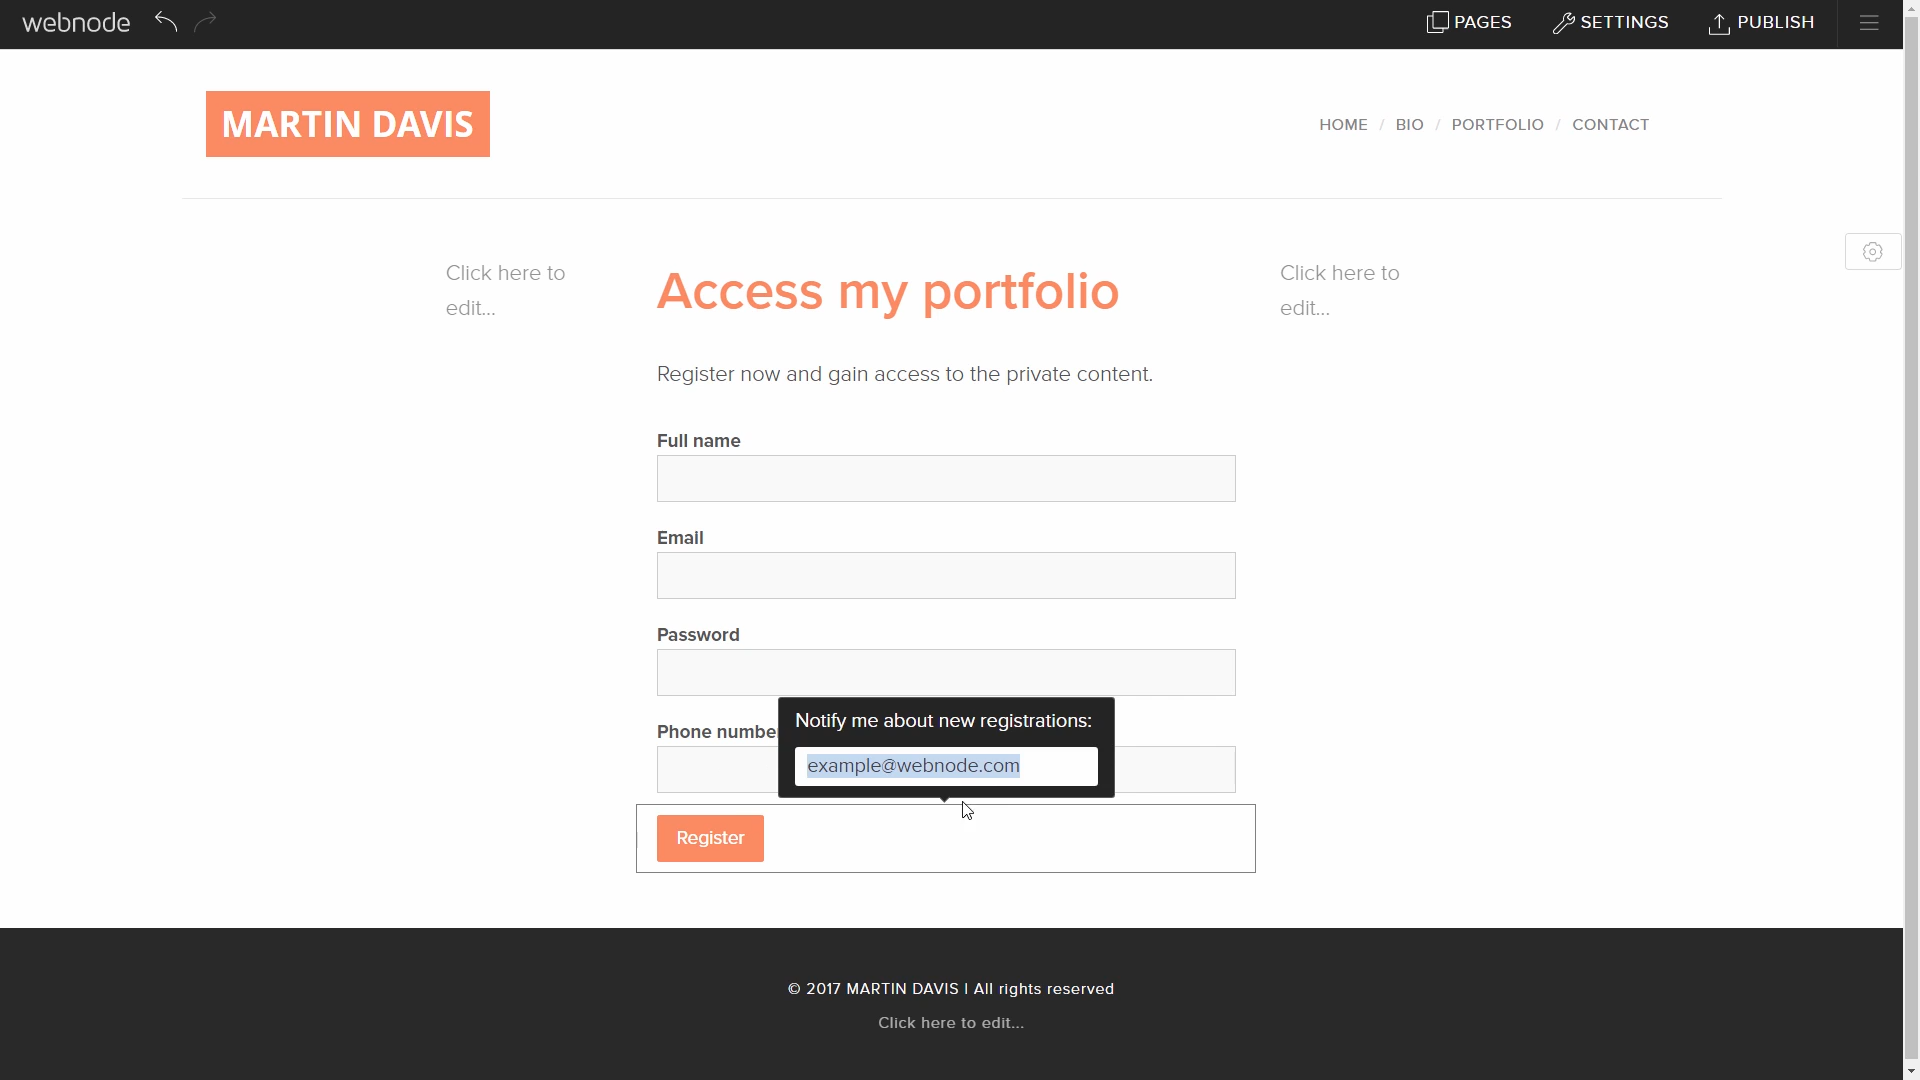 webnode
PAGES
SETTINGS
PUBLISH
MARTIN DAVIS
HOME / BIO / PORTFOLIO / CONTACT
Click here to
edit...
Access my portfolio
Click here to
edit...
Register now and gain access to the private content.
Full name
Email
Password
Phone number
Notify me about new registrations:
example@webnode.com
Register
© 2017 MARTIN DAVIS | All rights reserved
Click here to edit...